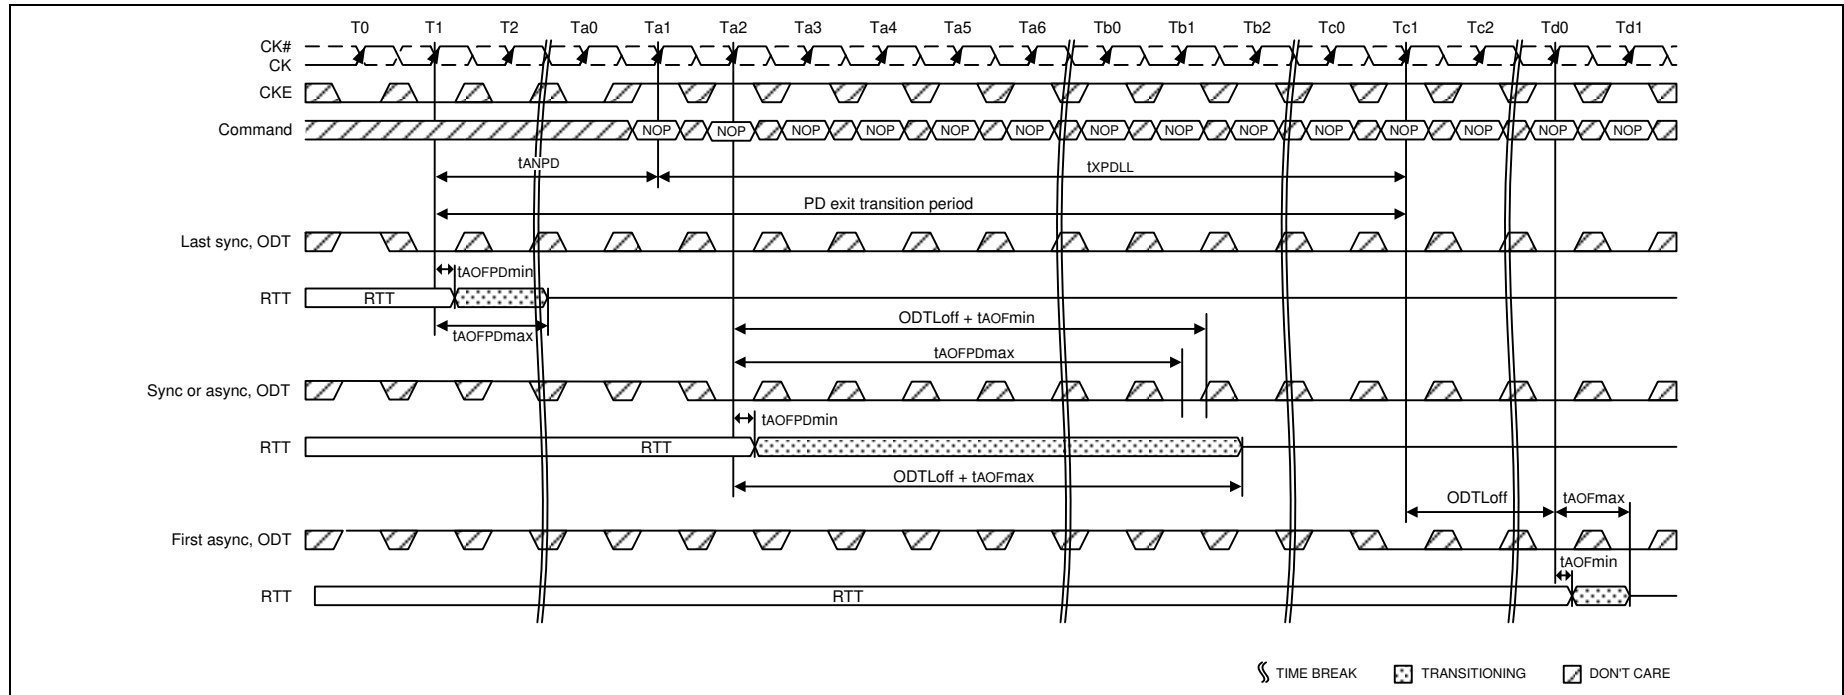 T0 T1 T2 Ta0 Ta1 Ta2 Ta3 Ta4 Ta5 Ta6 Tb0 Tb1 Tb2 Tc0 Tc1 Tc2 Td0 Td1
CK#
CK
CKE
Command NOP NOP NOP NOP NOP NOP NOP NOP NOP NOP NOP NOP NOP NOP
tANPD tXPDLL
PD exit transition period
Last sync, ODT
tAOFPDmin
RTT RTT
tAOFPDmax
ODTLoff + tAOFmin
tAOFPDmax
Sync or async, ODT
tAOFPDmin
RTT RTT
ODTLoff + tAOFmax
ODTLoff tAOFmax
First async, ODT
tAOFmin
RTT RTT
TIME BREAK TRANSITIONING DON'T CARE